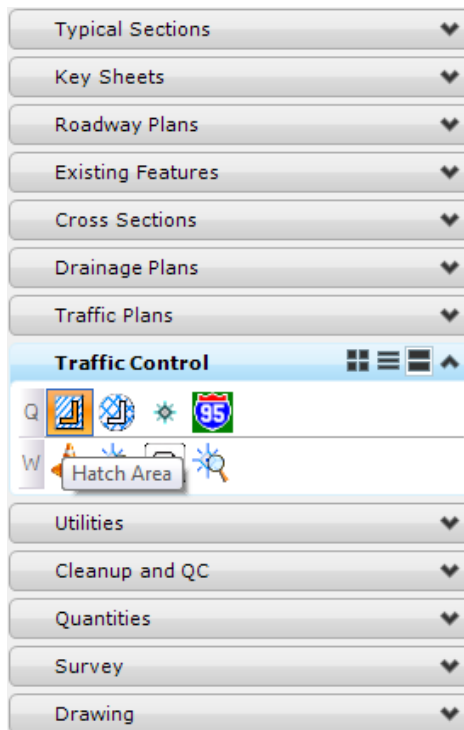 Typical Sections
Key Sheets
Roadway Plans
Existing Features
Cross Sections
Drainage Plans
Traffic Plans
Traffic Control
Q 95
W
Hatch Area
Utilities
Cleanup and QC
Quantities
Survey
Drawing